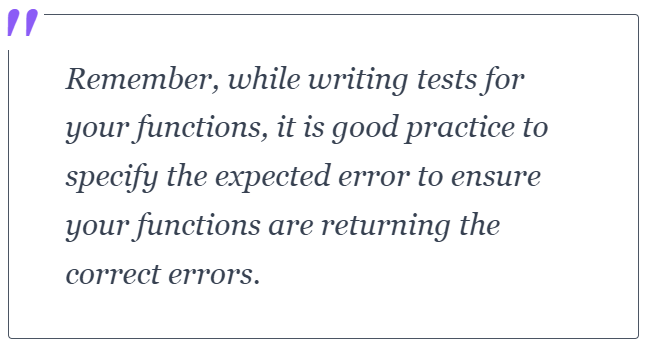 Remember, while writing tests for
your functions, it is good practice to
specify the expected error to ensure
your functions are returning the
correct errors.